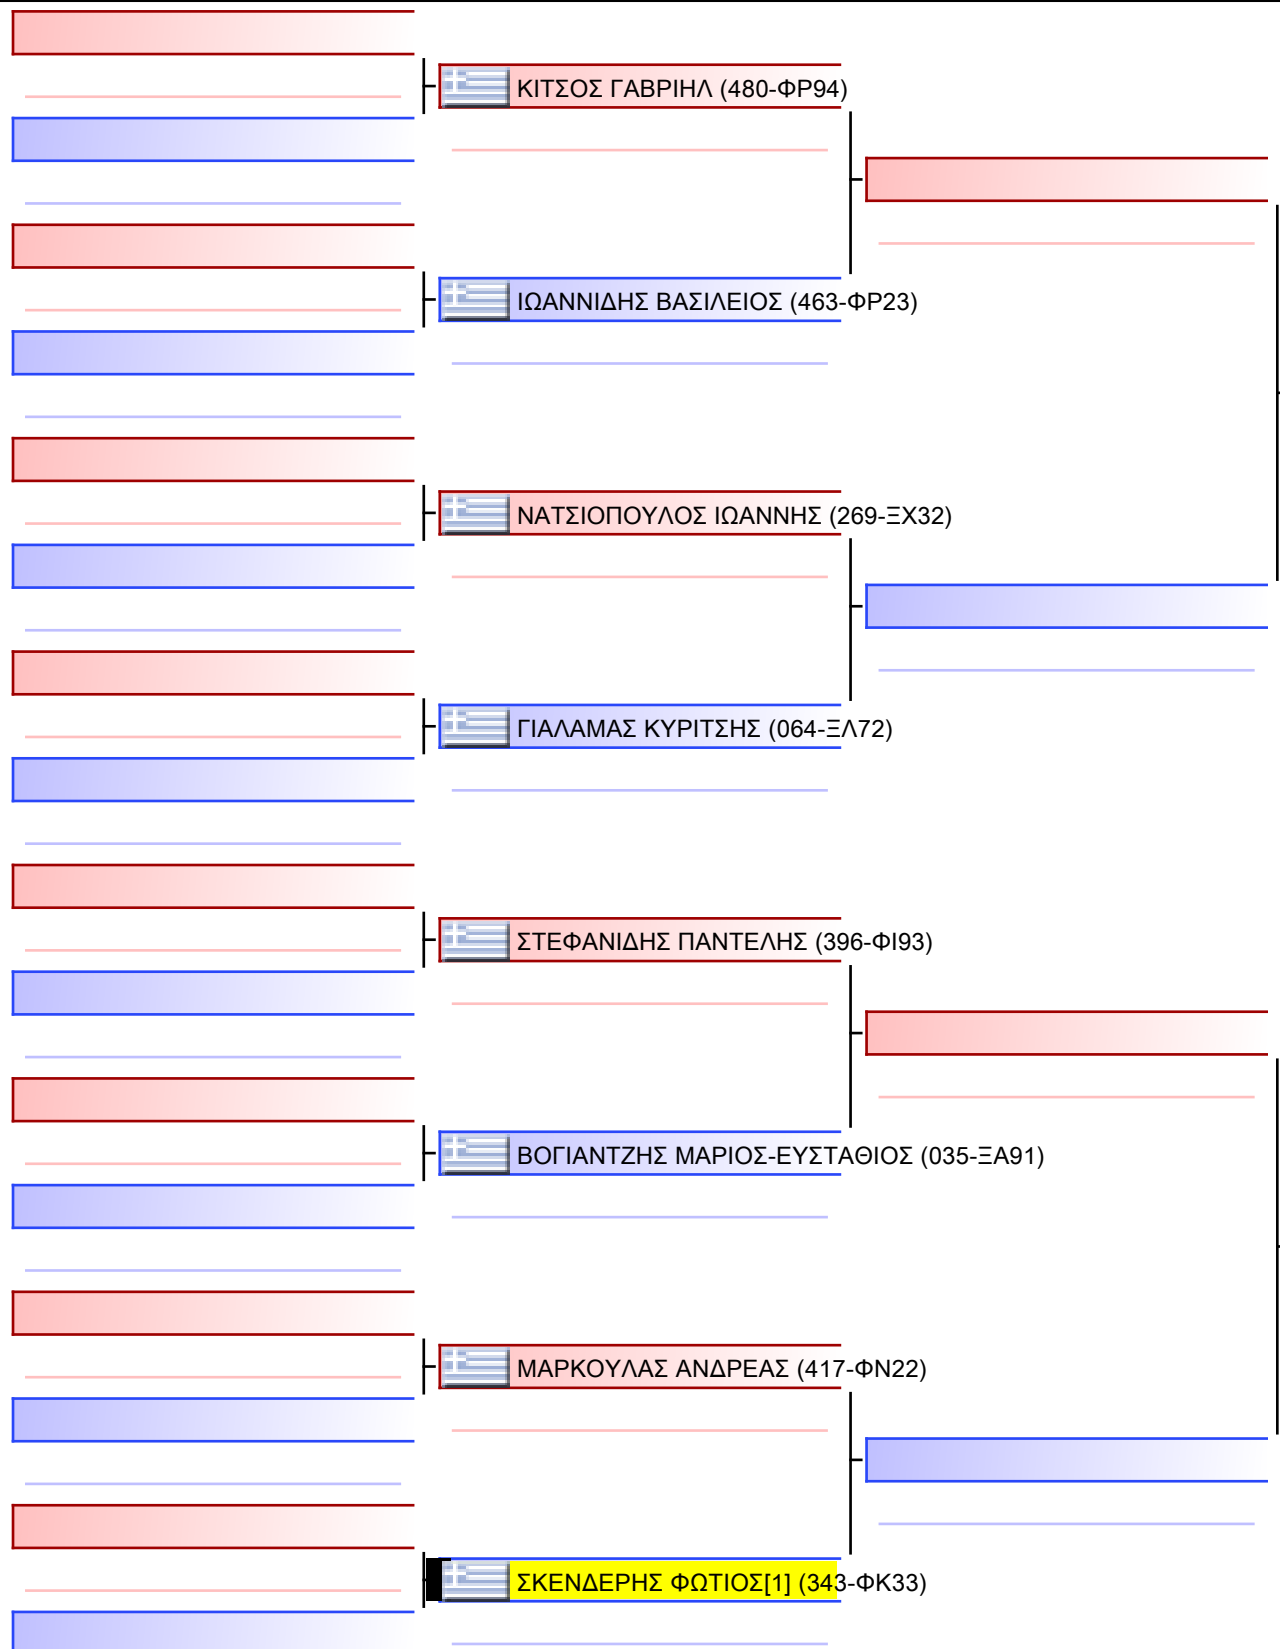 ΚΙΤΣΟΣ ΓΑΒΡΙΗΛ (480-ΦΡ94)
ΙΩΑΝΝΙΔΗΣ ΒΑΣΙΛΕΙΟΣ (463-ΦΡ23)
ΝΑΤΣΙΟΠΟΥΛΟΣ ΙΩΑΝΝΗΣ (269-ΞΧ32)
ΓΙΑΛΑΜΑΣ ΚΥΡΙΤΣΗΣ (064-ΞΛ72)
ΣΤΕΦΑΝΙΔΗΣ ΠΑΝΤΕΛΗΣ (396-ΦΙ93)
ΒΟΓΙΑΝΤΖΗΣ ΜΑΡΙΟΣ-ΕΥΣΤΑΘΙΟΣ (035-ΞΑ91)
ΜΑΡΚΟΥΛΑΣ ΑΝΔΡΕΑΣ (417-ΦΝ22)
ΣΚΕΝΔΕΡΗΣ ΦΩΤΙΟΣ[1] (343-ΦΚ33)